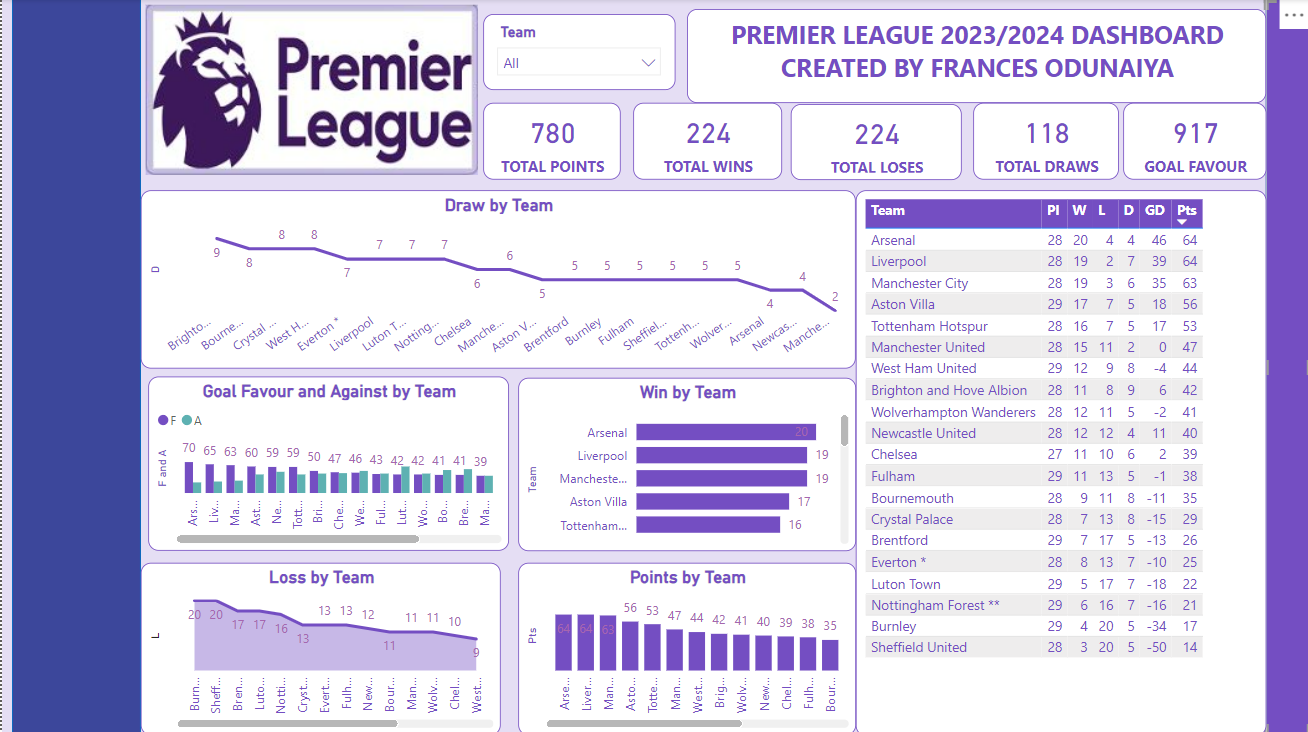 Premier
League
Team
All
PREMIER LEAGUE 2023/2024 DASHBOARD
CREATED BY FRANCES ODUNAIYA
780
TOTAL POINTS
224
TOTAL WINS
224
TOTAL LOSES
118
TOTAL DRAWS
917
GOAL FAVOUR
Draw by Team
D
9 8 8 8 7 7 7 7 6 6 5 5 5 5 5 5 5 4 4 2
Brighto... Bourne... Crystal ... West H... Everton * Liverpool Luton T... Notting... Chelsea Manche... Aston V... Brentford Burnley Fulham Sheffiel... Tottenh... Wolver... Arsenal Newcas... Manche...
Goal Favour and Against by Team
F A
F and A
70 65 63 60 59 59 50 47 46 43 42 42 41 41 39
Ars... Liv... Ma... Ast... Ne... Tott... Bri... Che... We... Ful... Lut... Wo... Bo... Bre... Ma...
Win by Team
Team
Arsenal 20
Liverpool 19
Mancheste... 19
Aston Villa 17
Tottenham... 16
Loss by Team
L
20 20 17 17 16 13 13 13 12 11 11 11 10 9
Burn... Sheff... Bren... Luto... Notti... Cryst... Evert... Fulh... New... Bour... Man... Wolv... Chel... West...
Points by Team
Pts
64 64 63 56 53 47 44 42 41 40 39 38 35
Arse... Liver... Man... Asto... Totte... Man... West... Brig... Wolv... New... Chel... Fulh... Bour...
Team Pl W L D GD Pts
Arsenal 28 20 4 4 46 64
Liverpool 28 19 2 7 39 64
Manchester City 28 19 3 6 35 63
Aston Villa 29 17 7 5 18 56
Tottenham Hotspur 28 16 7 5 17 53
Manchester United 28 15 11 2 0 47
West Ham United 29 12 9 8 -4 44
Brighton and Hove Albion 28 11 8 9 6 42
Wolverhampton Wanderers 28 12 11 5 -2 41
Newcastle United 28 12 12 4 11 40
Chelsea 27 11 10 6 2 39
Fulham 29 11 13 5 -1 38
Bournemouth 28 9 11 8 -11 35
Crystal Palace 28 7 13 8 -15 29
Brentford 29 7 17 5 -13 26
Everton * 28 8 13 7 -10 25
Luton Town 29 5 17 7 -18 22
Nottingham Forest ** 29 6 16 7 -16 21
Burnley 29 4 20 5 -34 17
Sheffield United 28 3 20 5 -50 14